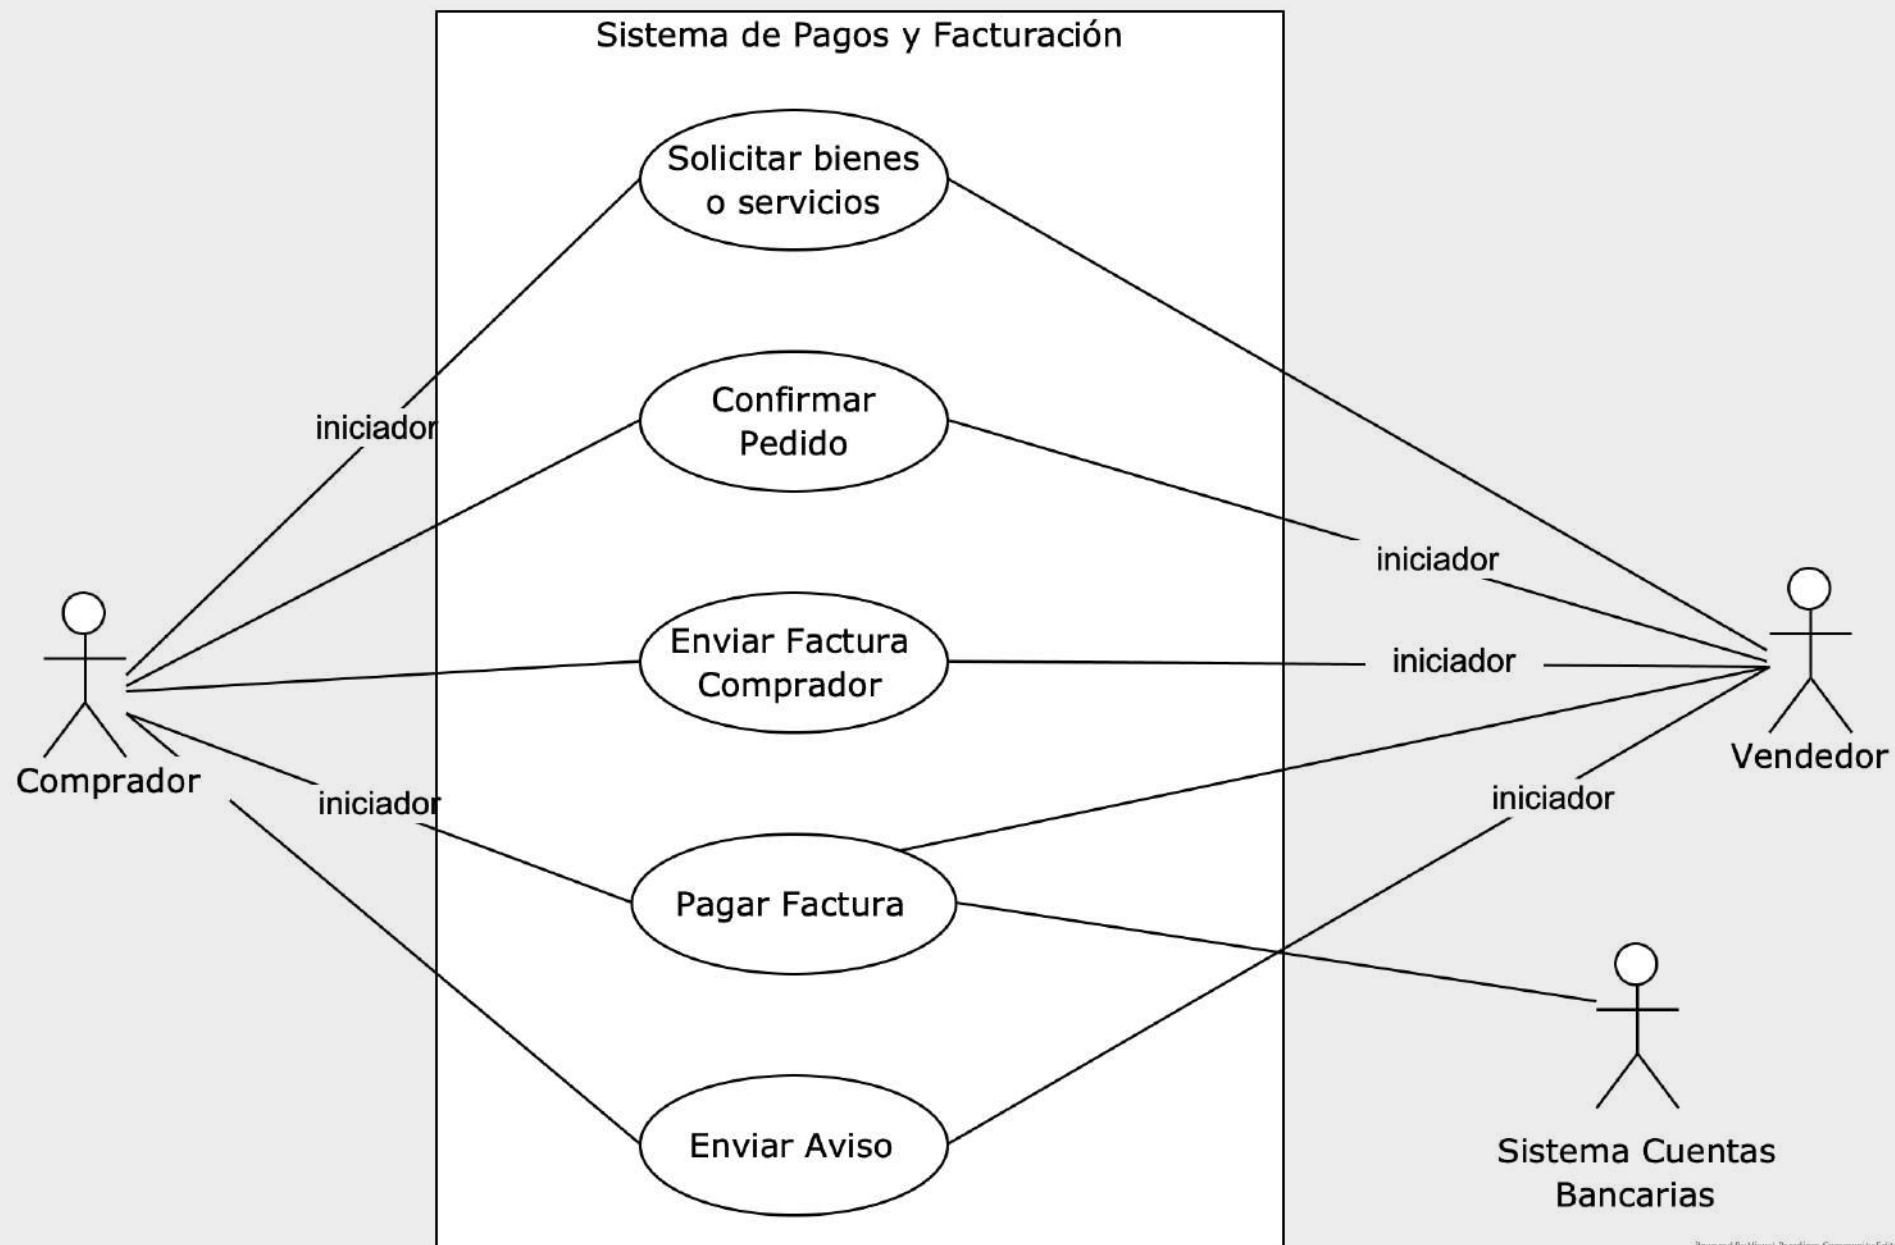 Sistema de Pagos y Facturación
Solicitar bienes
o servicios
Confirmar
Pedido
iniciador
iniciador
Enviar Factura
Comprador
iniciador
Vendedor
Comprador
iniciador
iniciador
Pagar Factura
Enviar Aviso
Sistema Cuentas
Bancarias